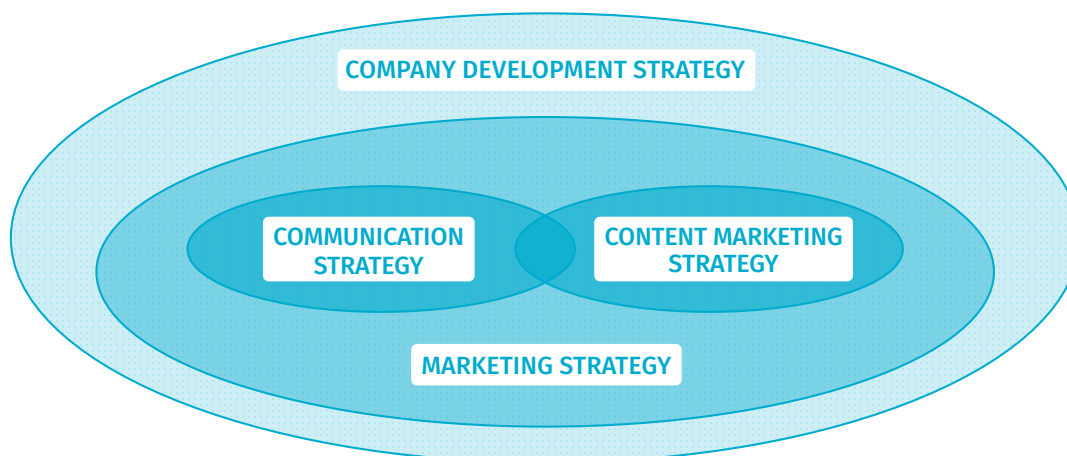 COMPANY DEVELOPMENT STRATEGY
COMMUNICATION
STRATEGY
CONTENT MARKETING
STRATEGY
MARKETING STRATEGY